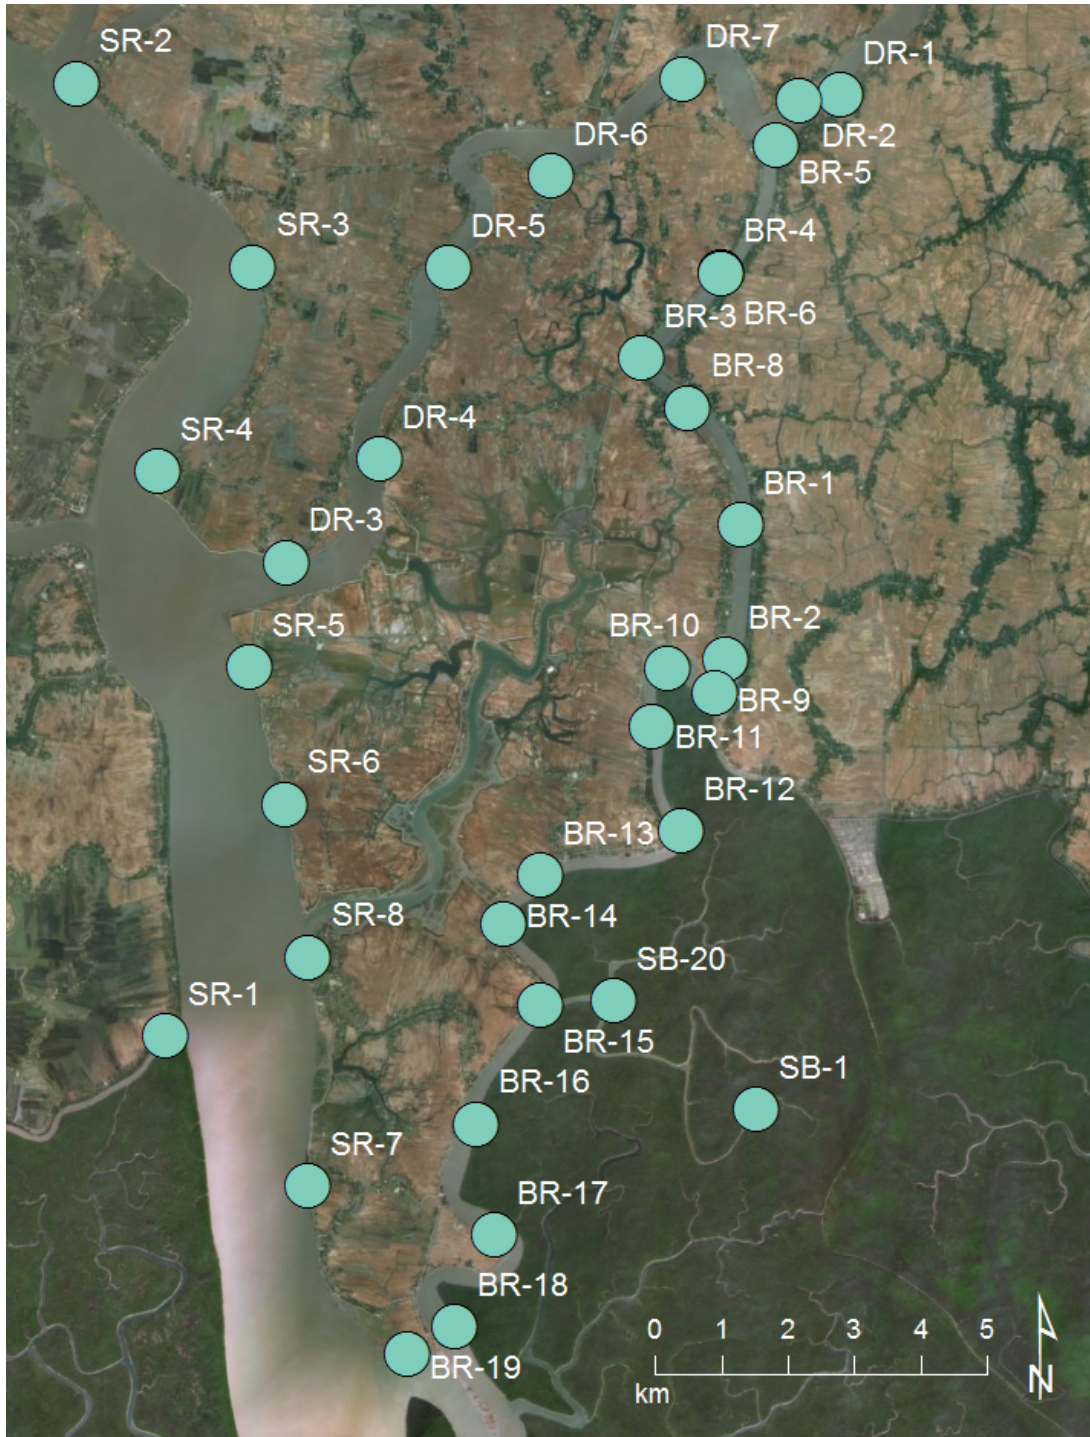 SR-2
DR-7
DR-1
DR-6
DR-2
BR-5
SR-3
DR-5
BR-4
BR-3
BR-6
BR-8
SR-4
DR-4
BR-1
DR-3
SR-5
BR-10
BR-2
BR-9
BR-11
SR-6
BR-12
BR-13
SR-8
BR-14
SB-20
SR-1
BR-15
BR-16
SB-1
SR-7
BR-17
BR-18
BR-19
0 1 2 3 4 5
km
N